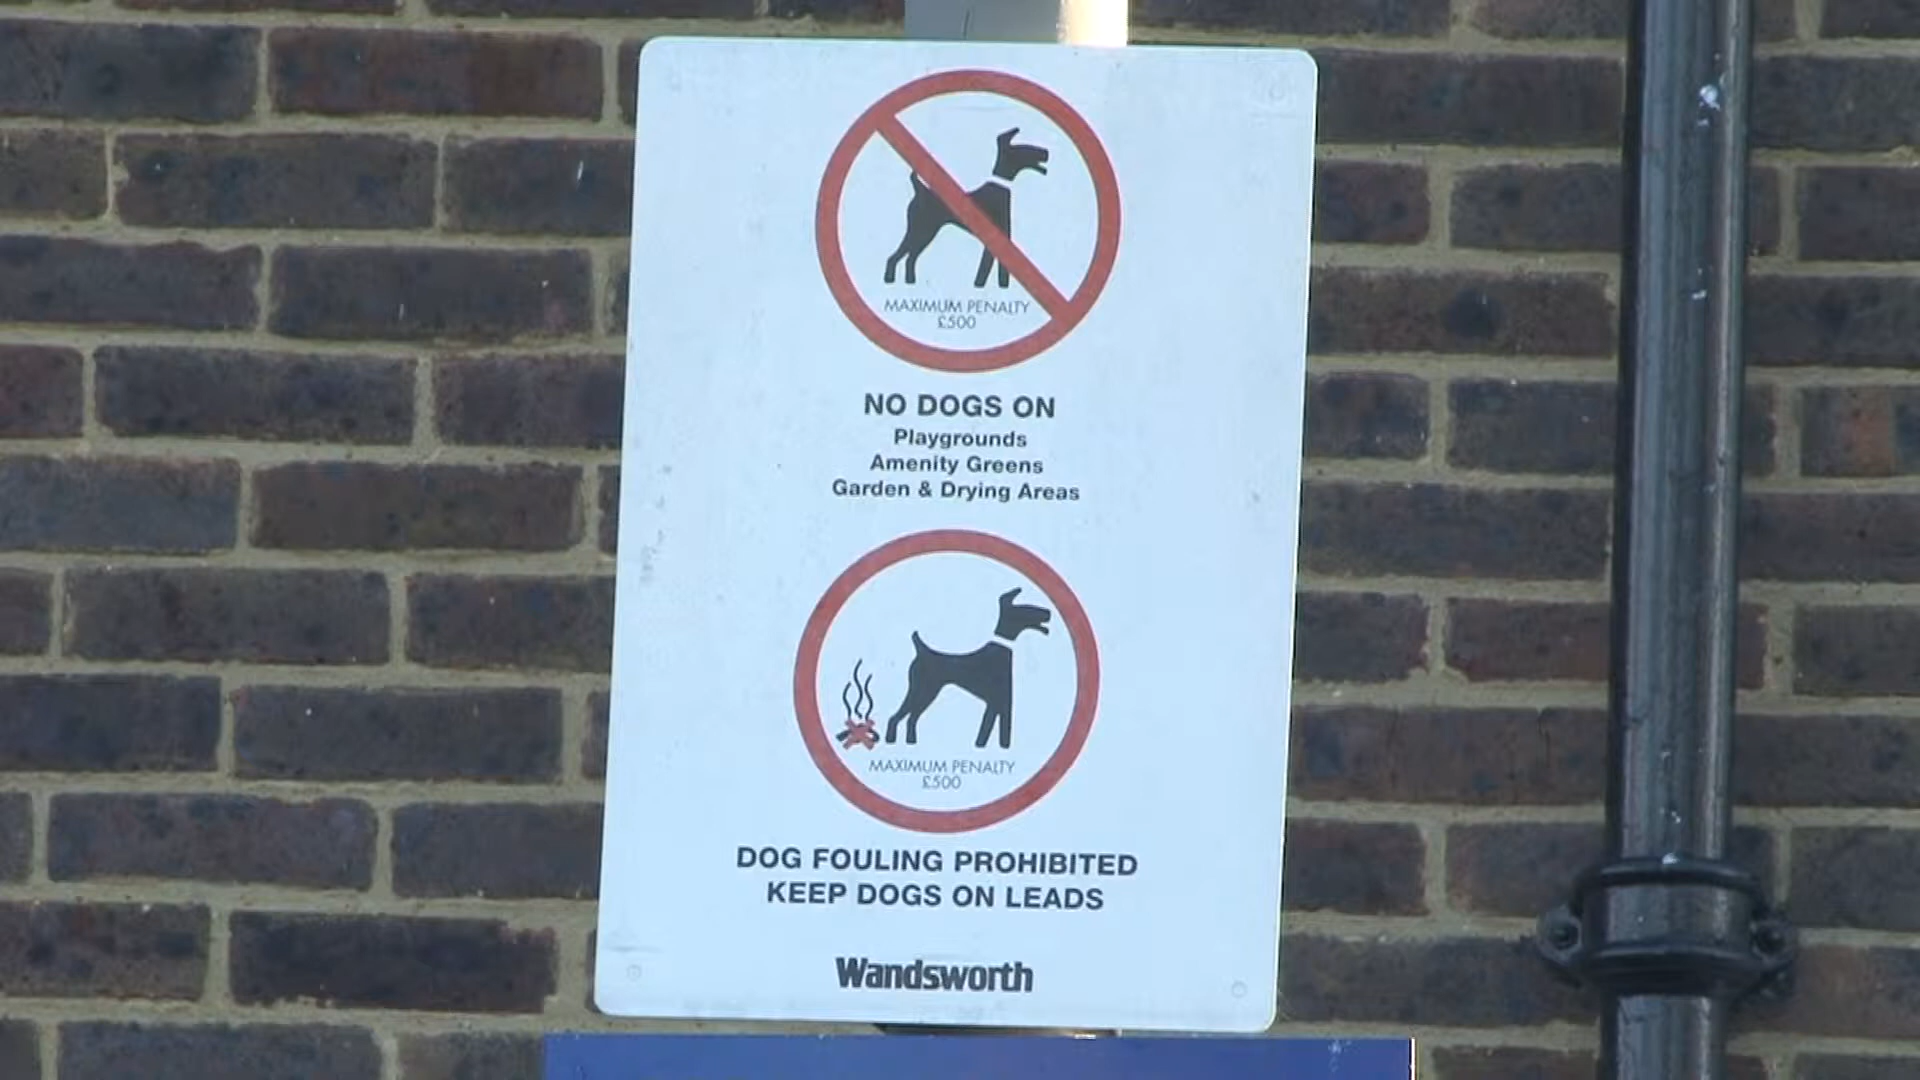 MAXIMUM PENALTY
£500
NO DOGS ON
Playgrounds
Amenity Greens
Garden & Drying Areas
MAXIMUM PENALTY
£500
DOG FOULING PROHIBITED
KEEP DOGS ON LEADS
Wandsworth